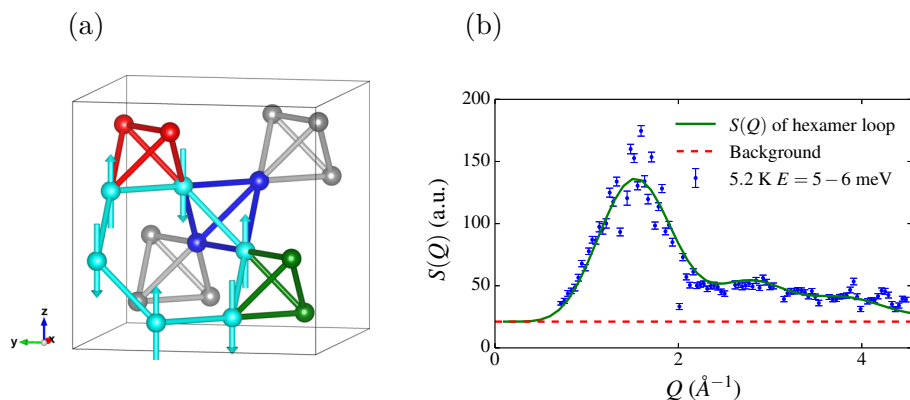 (a)
(b)
z
y
x
200
150
100
50
0
S(Q) (a.u.)
S(Q) of hexamer loop
Background
5.2 K E = 5 − 6 meV
0
2
4
Q (Å⁻¹)